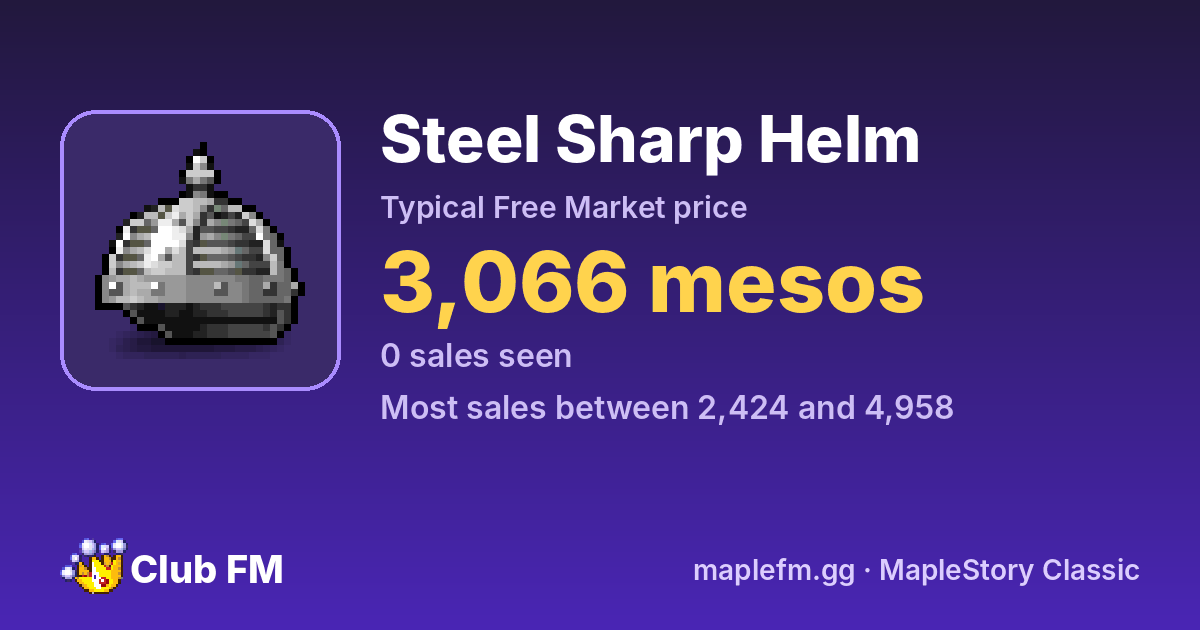 Steel Sharp Helm
Typical Free Market price
3,066 mesos
0 sales seen
Most sales between 2,424 and 4,958
Club FM
maplefm.gg · MapleStory Classic